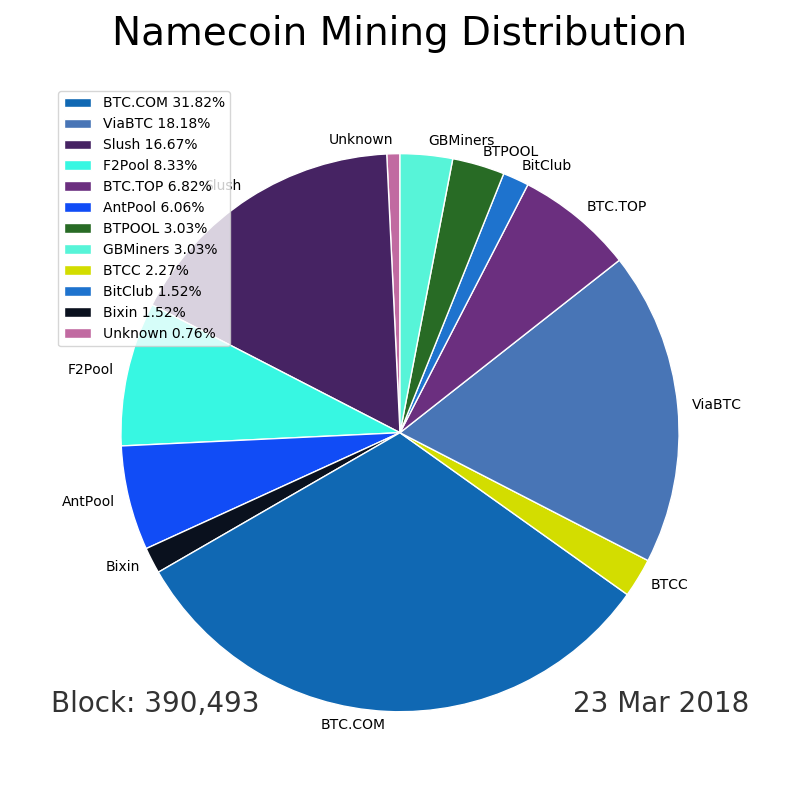 Namecoin Mining Distribution
BTC.COM 31.82%
ViaBTC 18.18%
Slush 16.67%
F2Pool 8.33%
BTC.TOP 6.82%
AntPool 6.06%
BTPOOL 3.03%
GBMiners 3.03%
BTCC 2.27%
BitClub 1.52%
Bixin 1.52%
Unknown 0.76%
Unknown
GBMiners
BTPOOL
BitClub
Slush
BTC.TOP
F2Pool
ViaBTC
AntPool
Bixin
BTCC
Block: 390,493
23 Mar 2018
BTC.COM